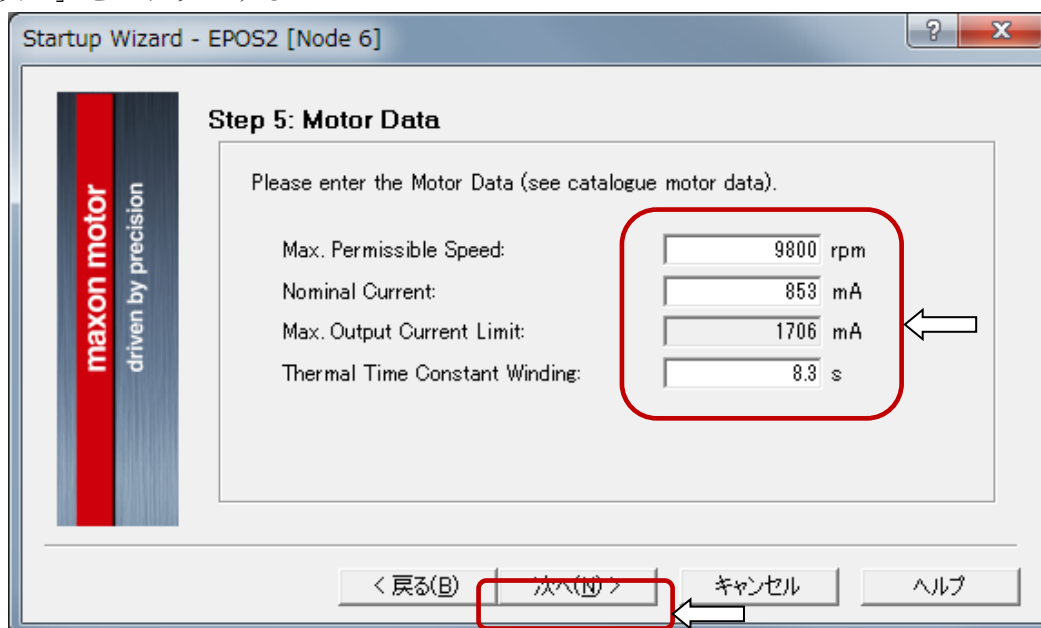 Startup Wizard - EPOS2 [Node 6]
? x
maxon motor
driven by precision
Step 5: Motor Data
Please enter the Motor Data (see catalogue motor data).
Max. Permissible Speed: 9800 rpm
Nominal Current: 853 mA
Max. Output Current Limit: 1706 mA
Thermal Time Constant Winding: 8.3 s
< 戻る(B) 次へ(N) > キャンセル ヘルプ